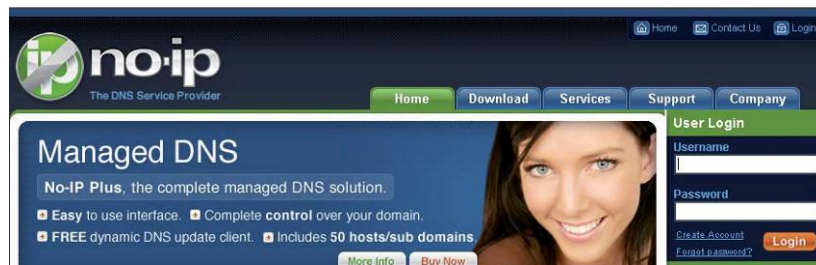 Home Contact Us Login
ip no·ip
The DNS Service Provider
Home Download Services Support Company
User Login
Managed DNS
Username
No-IP Plus, the complete managed DNS solution.
Password
Easy to use interface. Complete control over your domain.
FREE dynamic DNS update client. Includes 50 hosts/sub domains.
Create Account
Login
Forgot password?
More Info Buy Now